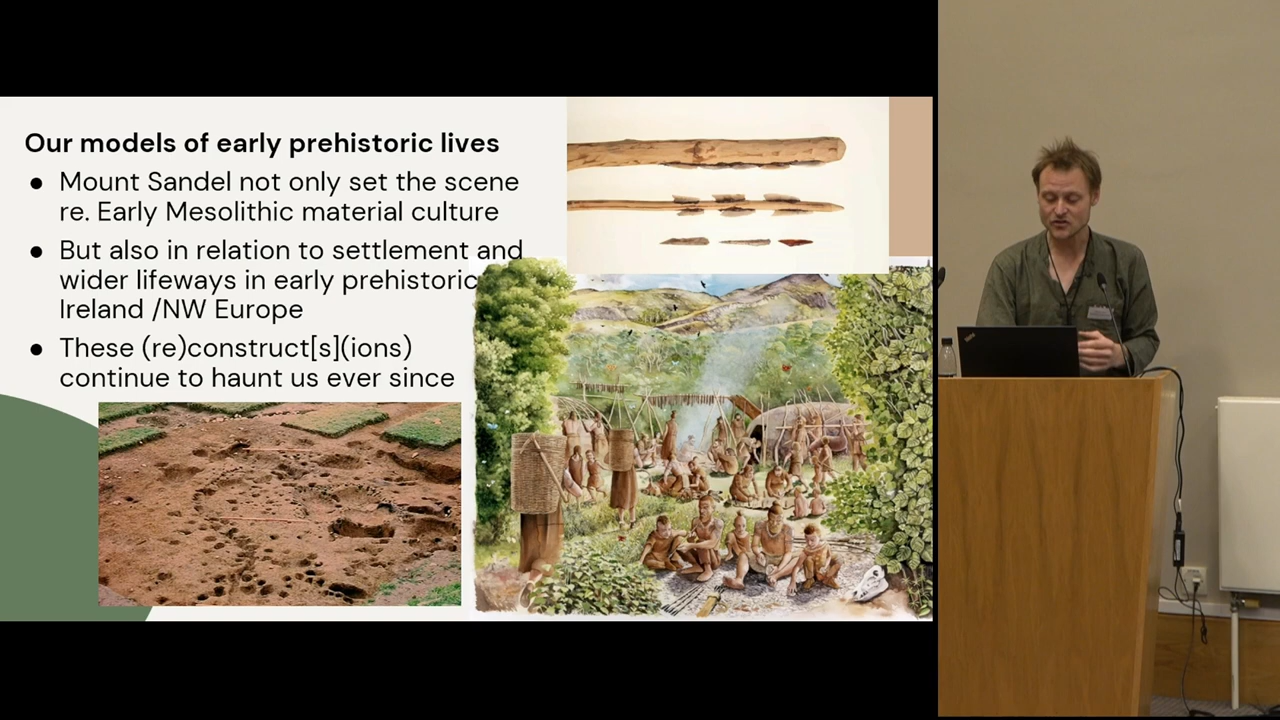 Our models of early prehistoric lives
● Mount Sandel not only set the scene
re. Early Mesolithic material culture
● But also in relation to settlement and
wider lifeways in early prehistoric
Ireland /NW Europe
● These (re)construct[s](ions)
continue to haunt us ever since